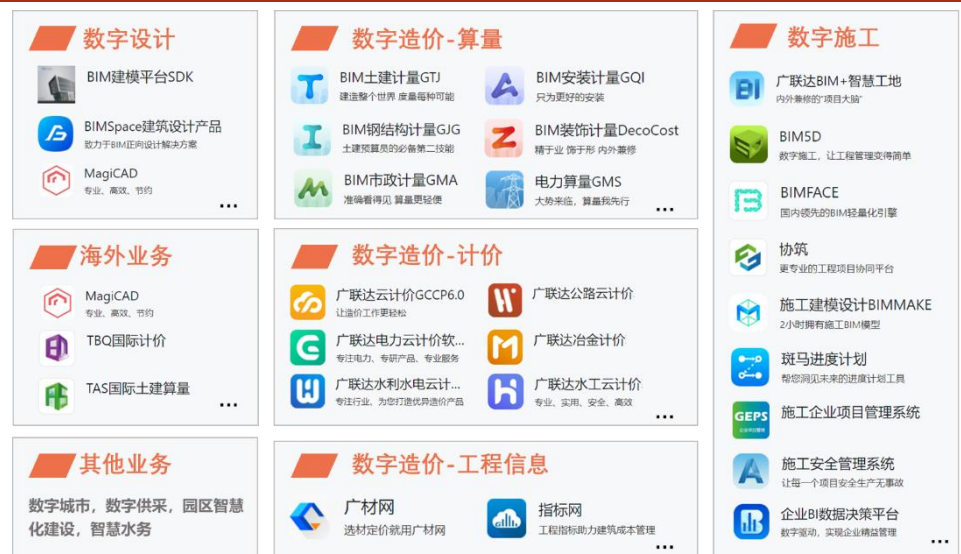 数字设计
BIM建模平台SDK
BIMSpace建筑设计产品
致力于BIM正向设计解决方案
MagiCAD
专业、高效、节约
...
海外业务
MagiCAD
专业、高效、节约
TBQ国际计价
TAS国际土建算量
...
其他业务
数字城市，数字供采，园区智慧
化建设，智慧水务
数字造价-算量
BIM土建计量GTJ
建造整个世界 度量每种可能
BIM安装计量GQI
只为更好的安装
BIM钢结构计量GJG
土建预算员的必备第二技能
BIM装饰计量DecoCost
精于业 饰于形 内外兼修
BIM市政计量GMA
准确看得见 算量更轻便
电力算量GMS
大势来临，算量我先行
...
数字造价-计价
广联达云计价GCCP6.0
让造价工作更轻松
广联达公路云计价
广联达电力云计价软...
专注电力、专研产品、专业服务
广联达冶金计价
广联达水利水电云计...
专注行业、为您打造优异造价产品
广联达水工云计价
专业、实用、安全、高效
...
数字造价-工程信息
广材网
选材定价就用广材网
指标网
工程指标助力建筑成本管理
...
数字施工
BI
广联达BIM+智慧工地
内外兼修的“项目大脑”
BIM5D
数字施工，让工程管理变得简单
BIMFACE
国内领先的BIM轻量化引擎
协筑
更专业的工程项目协同平台
施工建模设计BIMMAKE
2小时拥有施工BIM模型
斑马进度计划
帮您洞见未来的进度计划工具
GEPS
施工企业项目管理系统
施工安全管理系统
让每一个项目安全生产无事故
企业BI数据决策平台
数字驱动，实现企业精益管理
...